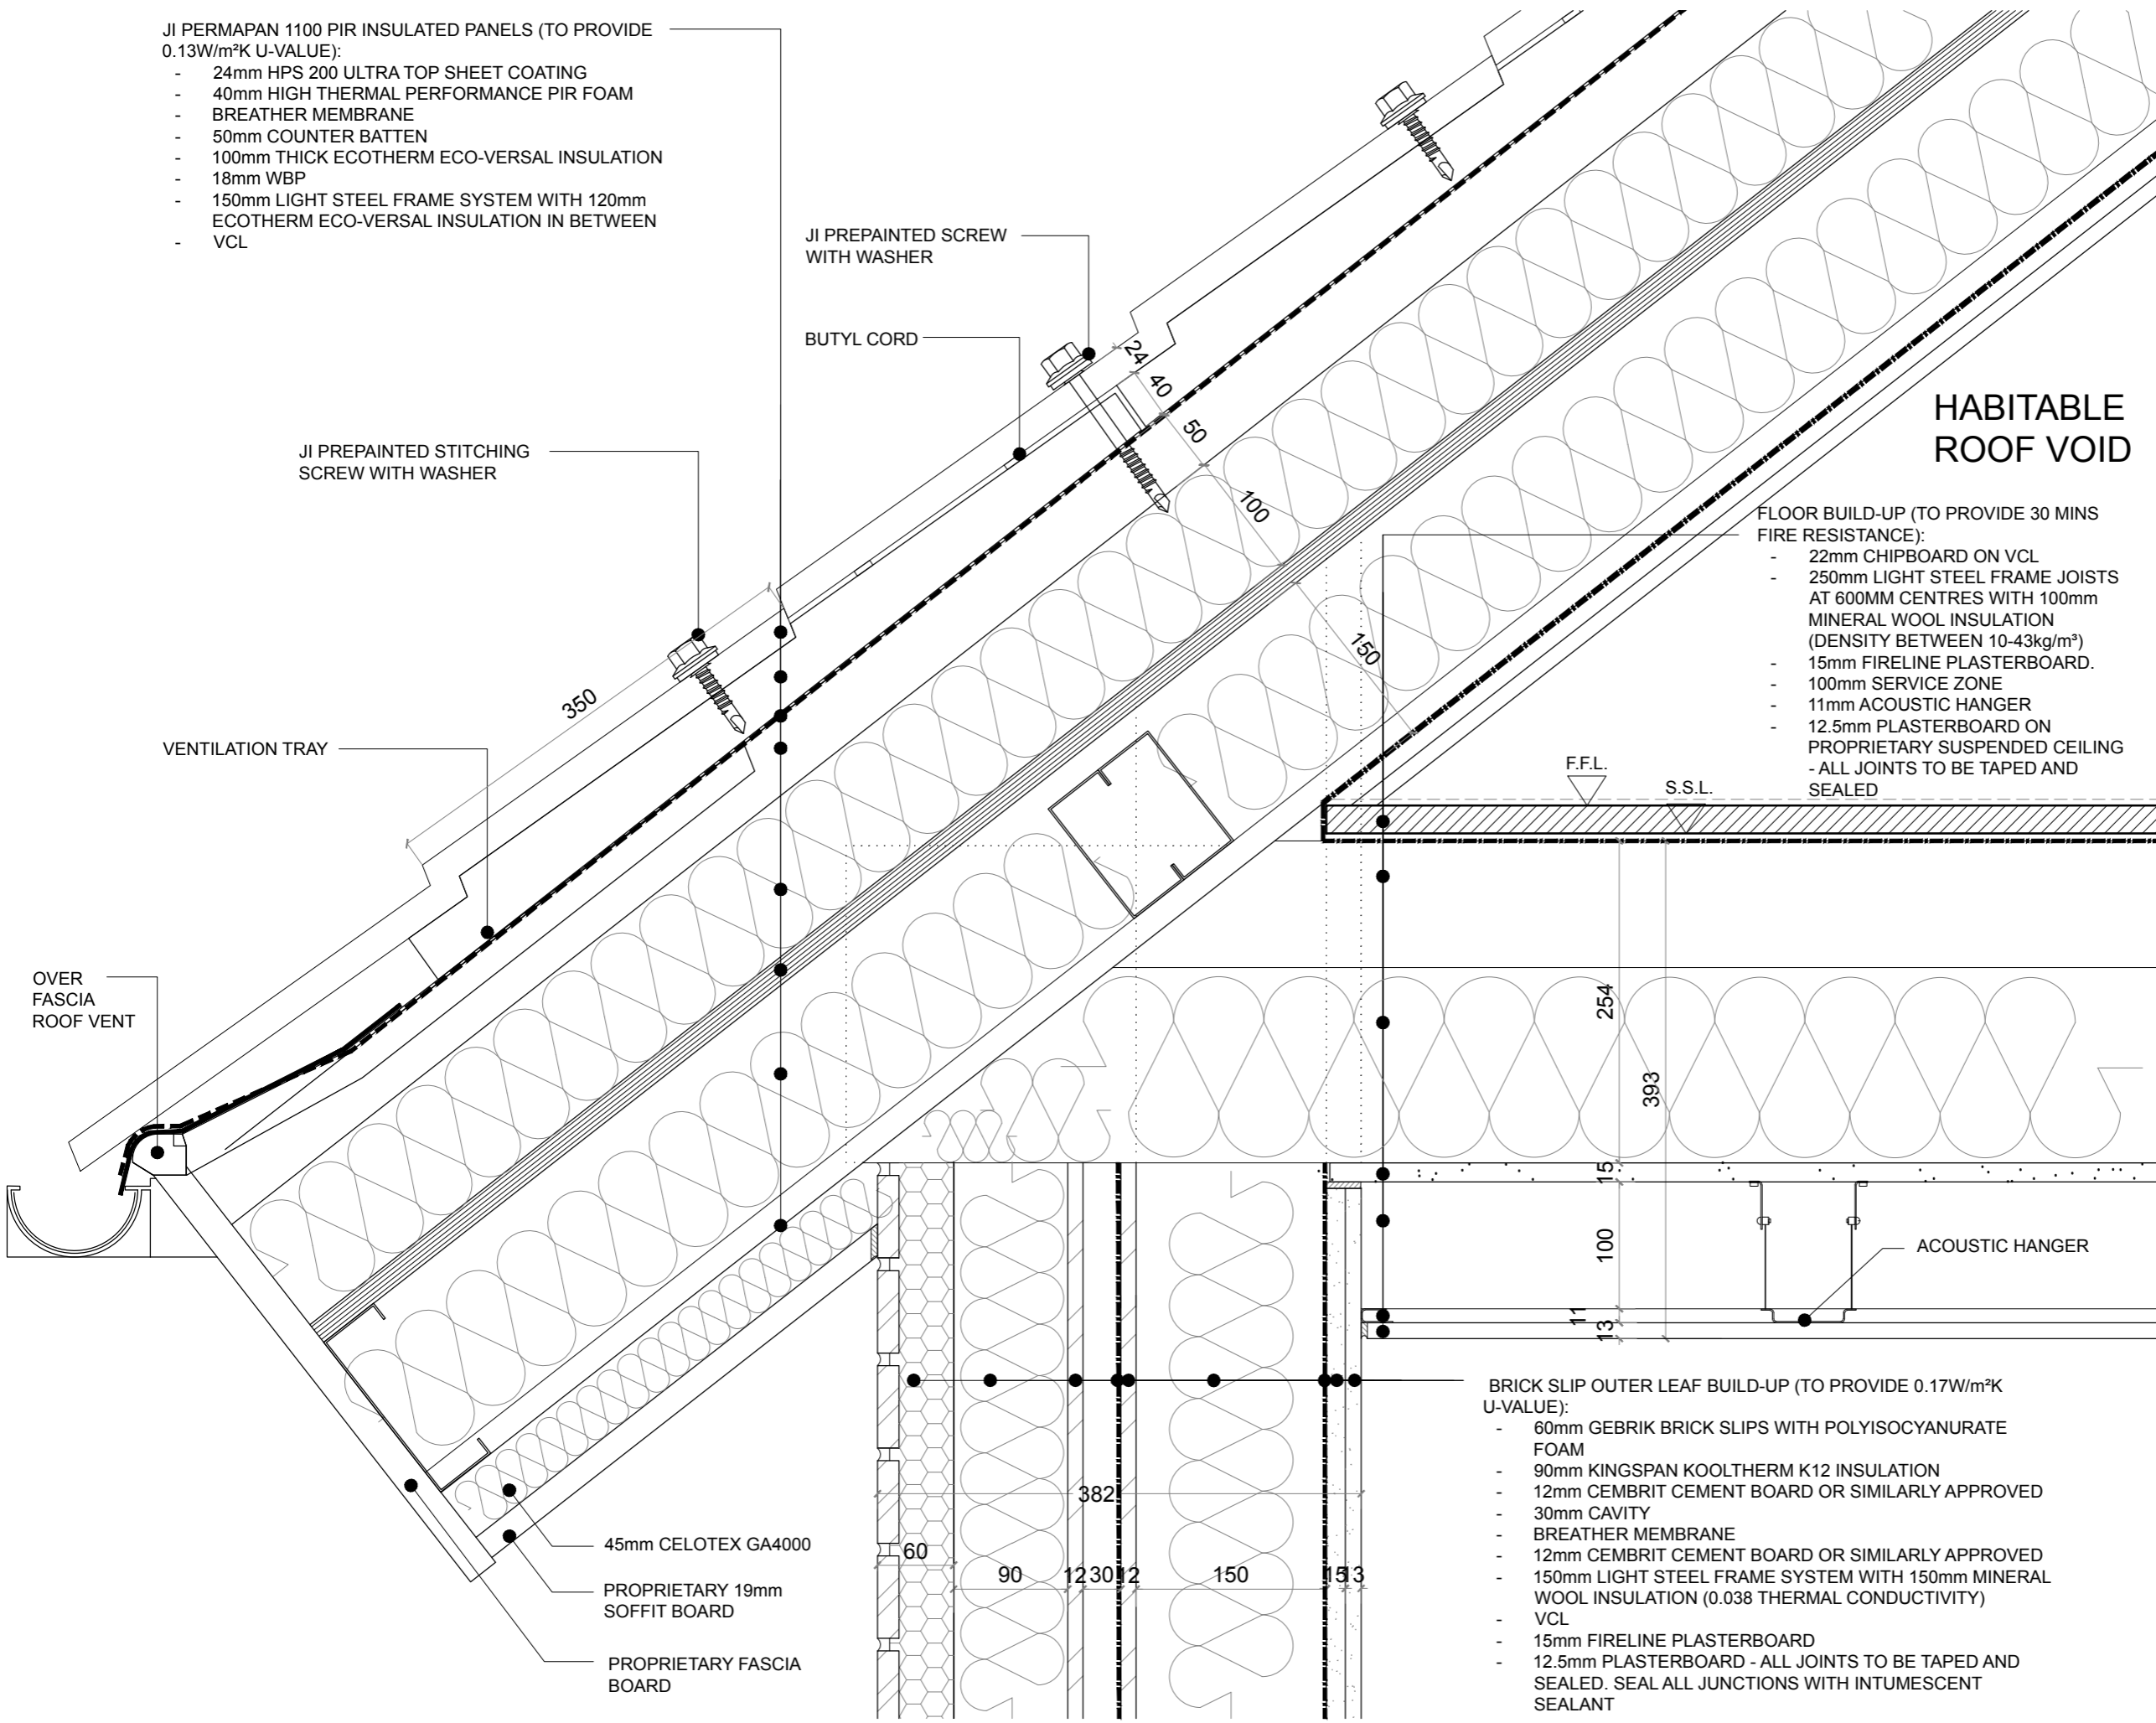 JI PERMAPAN 1100 PIR INSULATED PANELS (TO PROVIDE
0.13W/m²K U-VALUE):
- 24mm HPS 200 ULTRA TOP SHEET COATING
- 40mm HIGH THERMAL PERFORMANCE PIR FOAM
- BREATHER MEMBRANE
- 50mm COUNTER BATTEN
- 100mm THICK ECOTHERM ECO-VERSAL INSULATION
- 18mm WBP
- 150mm LIGHT STEEL FRAME SYSTEM WITH 120mm
ECOTHERM ECO-VERSAL INSULATION IN BETWEEN
- VCL
JI PREPAINTED SCREW
WITH WASHER
BUTYL CORD
JI PREPAINTED STITCHING
SCREW WITH WASHER
VENTILATION TRAY
OVER
FASCIA
ROOF VENT
24
40
50
100
150
350
HABITABLE
ROOF VOID
FLOOR BUILD-UP (TO PROVIDE 30 MINS
FIRE RESISTANCE):
- 22mm CHIPBOARD ON VCL
- 250mm LIGHT STEEL FRAME JOISTS
AT 600MM CENTRES WITH 100mm
MINERAL WOOL INSULATION
(DENSITY BETWEEN 10-43kg/m³)
- 15mm FIRELINE PLASTERBOARD.
- 100mm SERVICE ZONE
- 11mm ACOUSTIC HANGER
- 12.5mm PLASTERBOARD ON
PROPRIETARY SUSPENDED CEILING
- ALL JOINTS TO BE TAPED AND
SEALED
F.F.L.
S.S.L.
254
393
15
100
11
13
ACOUSTIC HANGER
BRICK SLIP OUTER LEAF BUILD-UP (TO PROVIDE 0.17W/m²K
U-VALUE):
- 60mm GEBRIK BRICK SLIPS WITH POLYISOCYANURATE
FOAM
- 90mm KINGSPAN KOOLTHERM K12 INSULATION
- 12mm CEMBRIT CEMENT BOARD OR SIMILARLY APPROVED
- 30mm CAVITY
- BREATHER MEMBRANE
- 12mm CEMBRIT CEMENT BOARD OR SIMILARLY APPROVED
- 150mm LIGHT STEEL FRAME SYSTEM WITH 150mm MINERAL
WOOL INSULATION (0.038 THERMAL CONDUCTIVITY)
- VCL
- 15mm FIRELINE PLASTERBOARD
- 12.5mm PLASTERBOARD - ALL JOINTS TO BE TAPED AND
SEALED. SEAL ALL JUNCTIONS WITH INTUMESCENT
SEALANT
382
60
90
12
30
12
150
15
13
45mm CELOTEX GA4000
PROPRIETARY 19mm
SOFFIT BOARD
PROPRIETARY FASCIA
BOARD